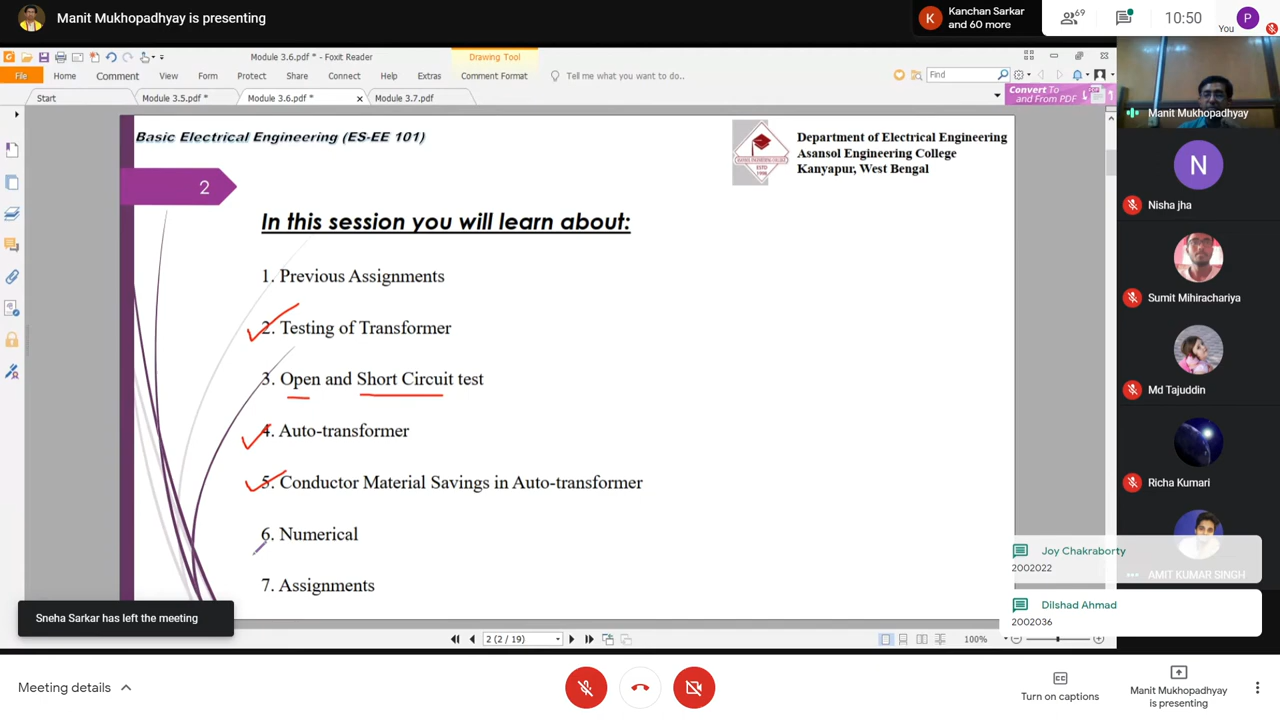 Manit Mukhopadhyay is presenting
K
Kanchan Sarkar
and 60 more
69
10:50
You
P
Module 3.6.pdf * - Foxit Reader
Drawing Tool
File
Home
Comment
View
Form
Protect
Share
Connect
Help
Extras
Comment Format
Tell me what you want to do..
Find
Start
Module 3.5.pdf *
Module 3.6.pdf *
Module 3.7.pdf
Convert To
and From PDF
Basic Electrical Engineering (ES-EE 101)
Department of Electrical Engineering
Asansol Engineering College
Kanyapur, West Bengal
2
In this session you will learn about:
1. Previous Assignments
2. Testing of Transformer
3. Open and Short Circuit test
4. Auto-transformer
5. Conductor Material Savings in Auto-transformer
6. Numerical
7. Assignments
Manit Mukhopadhyay
N
Nisha jha
Sumit Mihirachariya
Md Tajuddin
Richa Kumari
AMIT KUMAR SINGH
Joy Chakraborty
2002022
Dilshad Ahmad
2002036
Sneha Sarkar has left the meeting
2 (2 / 19)
100%
Meeting details
Turn on captions
Manit Mukhopadhyay
is presenting